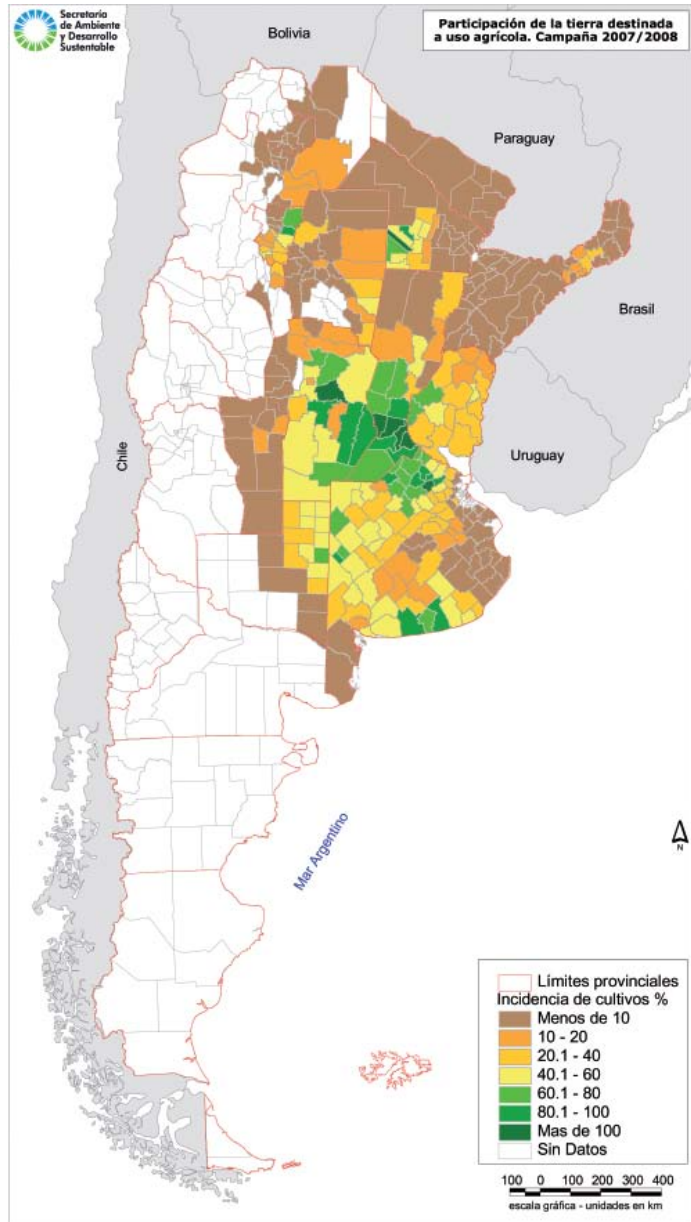 Secretaría
de Ambiente
y Desarrollo
Sustentable
Participación de la tierra destinada
a uso agrícola. Campaña 2007/2008
Bolivia
Paraguay
Brasil
Chile
Uruguay
Mar Argentino
N
Límites provinciales
Incidencia de cultivos %
Menos de 10
10 - 20
20.1 - 40
40.1 - 60
60.1 - 80
80.1 - 100
Mas de 100
Sin Datos
100 0 100 200 300 400
escala gráfica - unidades en km